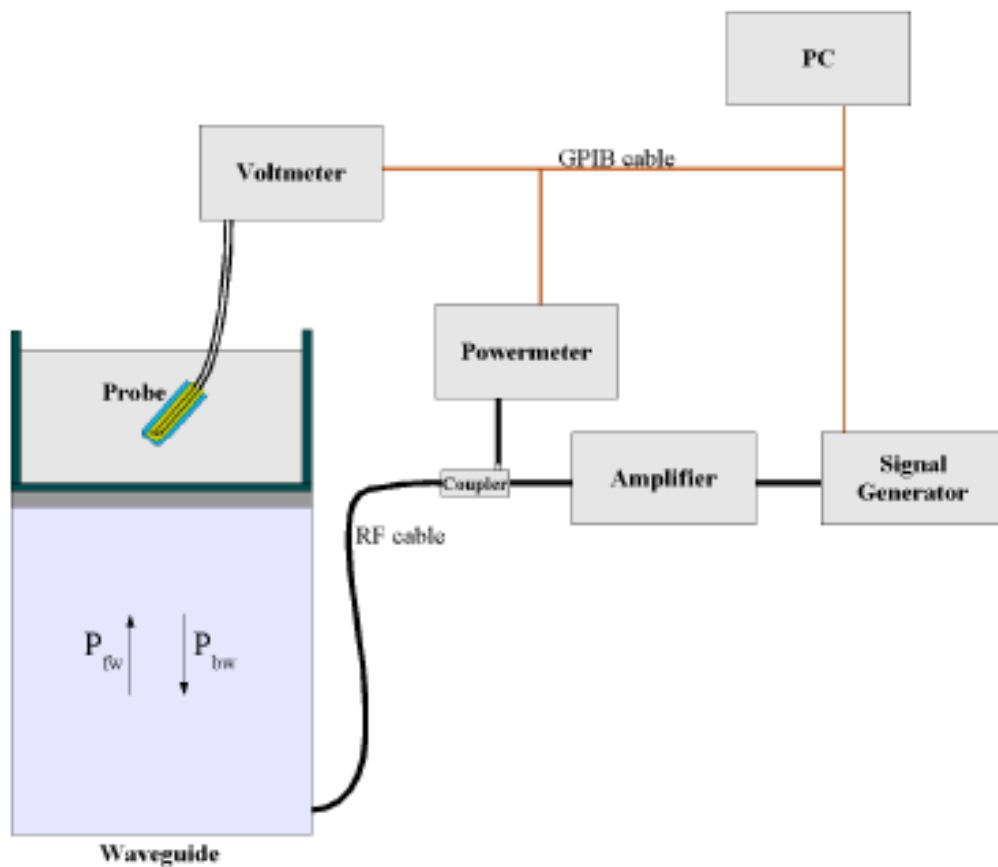 PC
Voltmeter
GPIB cable
Powermeter
Probe
Coupler
Amplifier
Signal
Generator
RF cable
P fw
P bw
Waveguide